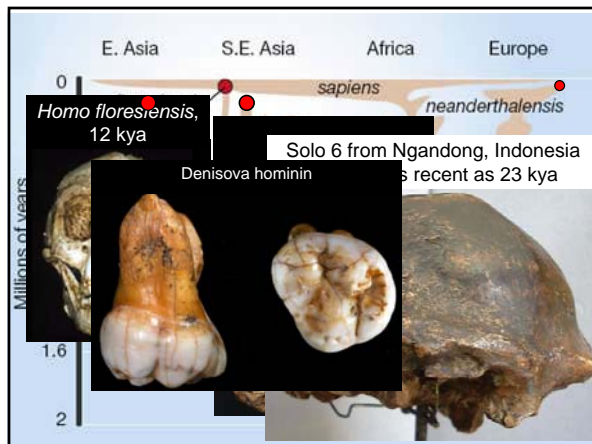 E. Asia S.E. Asia Africa Europe
0
sapiens
neanderthalensis
Homo floresiensis,
12 kya
Solo 6 from Ngandong, Indonesia
s recent as 23 kya
Denisova hominin
Millions of years
1.6
2